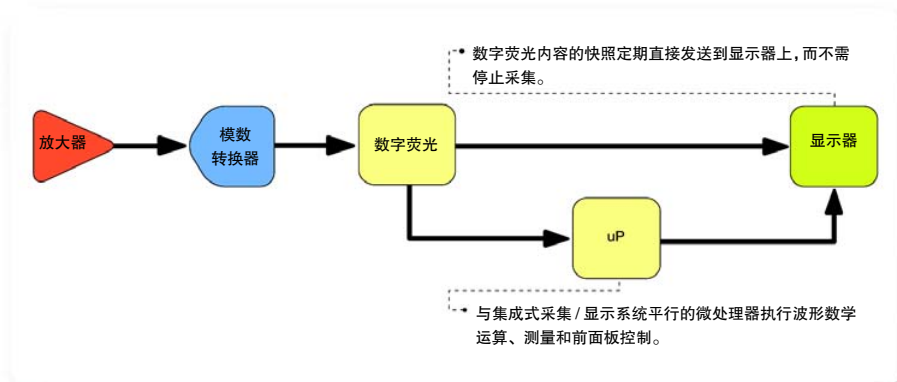 数字荧光内容的快照定期直接发送到显示器上，而不需
停止采集。
放大器
模数
转换器
数字荧光
显示器
uP
与集成式采集 / 显示系统平行的微处理器执行波形数学
运算、测量和前面板控制。